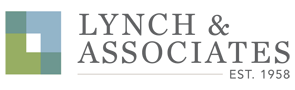 LYNCH &
ASSOCIATES
EST. 1958